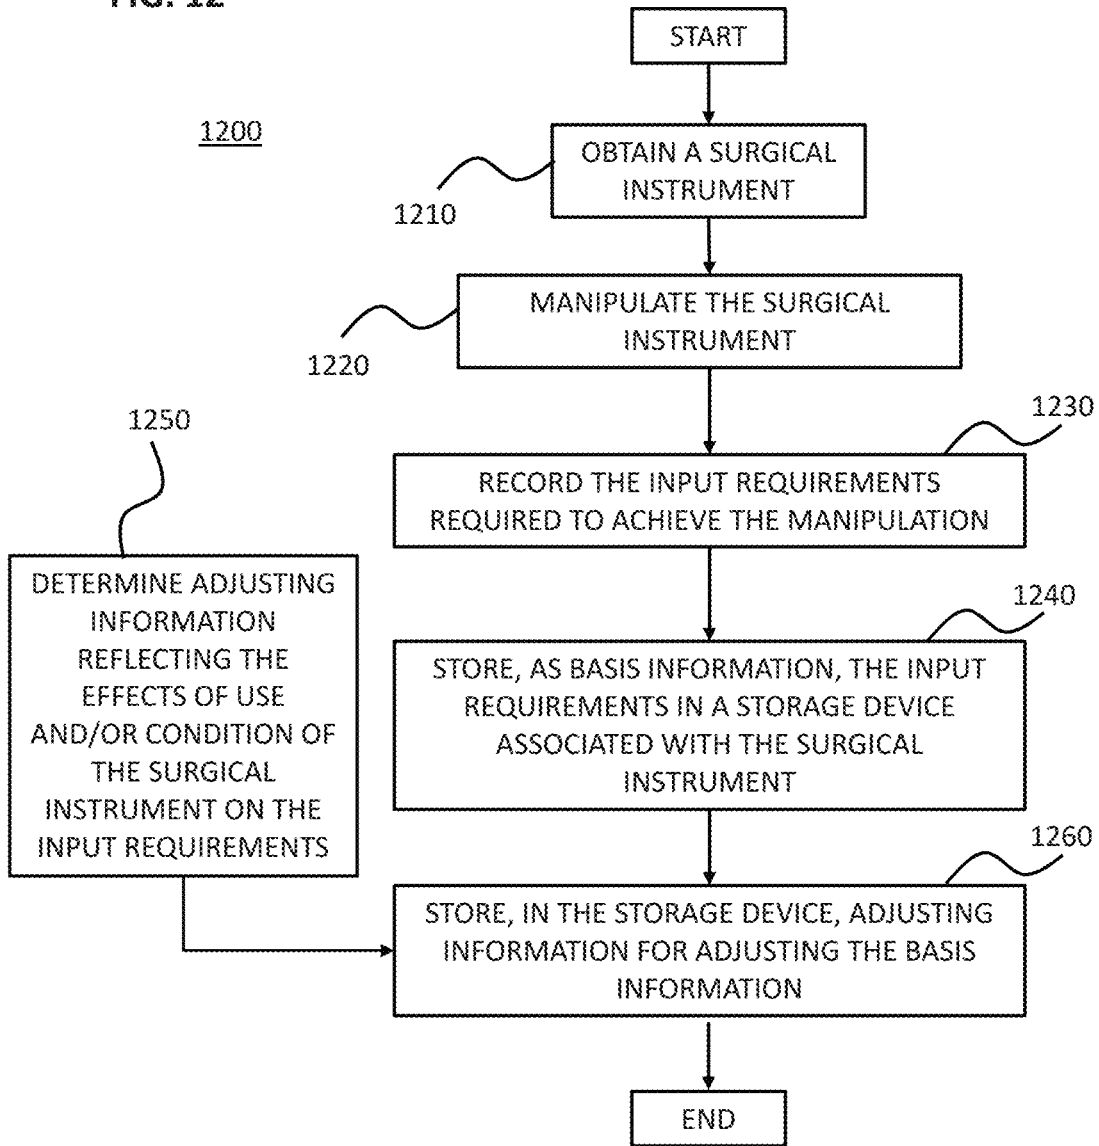 FIG. 12
START
1200
OBTAIN A SURGICAL
INSTRUMENT
1210
MANIPULATE THE SURGICAL
INSTRUMENT
1220
1230
RECORD THE INPUT REQUIREMENTS
REQUIRED TO ACHIEVE THE MANIPULATION
1250
DETERMINE ADJUSTING
INFORMATION
REFLECTING THE
EFFECTS OF USE
AND/OR CONDITION OF
THE SURGICAL
INSTRUMENT ON THE
INPUT REQUIREMENTS
1240
STORE, AS BASIS INFORMATION, THE INPUT
REQUIREMENTS IN A STORAGE DEVICE
ASSOCIATED WITH THE SURGICAL
INSTRUMENT
1260
STORE, IN THE STORAGE DEVICE, ADJUSTING
INFORMATION FOR ADJUSTING THE BASIS
INFORMATION
END